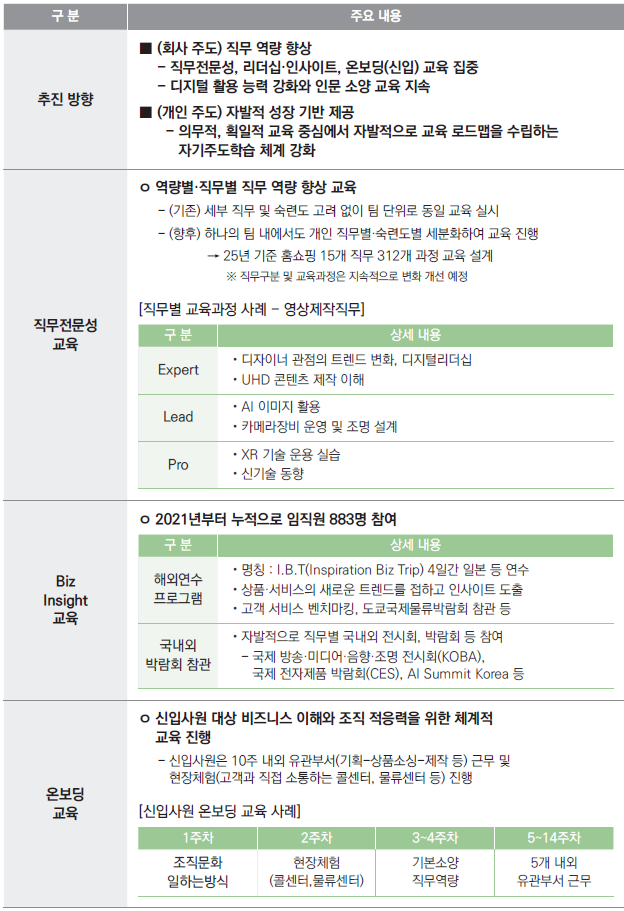 구 분 주요 내용
추진 방향
■ (회사 주도) 직무 역량 향상
- 직무전문성, 리더십·인사이트, 온보딩(신입) 교육 집중
- 디지털 활용 능력 강화와 인문 소양 교육 지속
■ (개인 주도) 자발적 성장 기반 제공
- 의무적, 획일적 교육 중심에서 자발적으로 교육 로드맵을 수립하는
자기주도학습 체계 강화
직무전문성
교육
ㅇ 역량별·직무별 직무 역량 향상 교육
- (기존) 세부 직무 및 숙련도 고려 없이 팀 단위로 동일 교육 실시
- (향후) 하나의 팀 내에서도 개인 직무별·숙련도별 세분화하여 교육 진행
→ 25년 기준 홈쇼핑 15개 직무 312개 과정 교육 설계
※ 직무구분 및 교육과정은 지속적으로 변화 개선 예정
[직무별 교육과정 사례 - 영상제작직무]
구 분 상세 내용
Expert
• 디자이너 관점의 트렌드 변화, 디지털리더십
• UHD 콘텐츠 제작 이해
Lead
• AI 이미지 활용
• 카메라장비 운영 및 조명 설계
Pro
• XR 기술 운용 실습
• 신기술 동향
Biz
Insight
교육
ㅇ 2021년부터 누적으로 임직원 883명 참여
구 분 상세 내용
해외연수
프로그램
• 명칭 : I.B.T(Inspiration Biz Trip) 4일간 일본 등 연수
• 상품·서비스의 새로운 트렌드를 접하고 인사이트 도출
• 고객 서비스 벤치마킹, 도쿄국제물류박람회 참관 등
국내외
박람회 참관
• 자발적으로 직무별 국내외 전시회, 박람회 등 참여
- 국제 방송·미디어·음향·조명 전시회(KOBA),
국제 전자제품 박람회(CES), AI Summit Korea 등
온보딩
교육
ㅇ 신입사원 대상 비즈니스 이해와 조직 적응력을 위한 체계적
교육 진행
- 신입사원은 10주 내외 유관부서(기획-상품소싱-제작 등) 근무 및
현장체험(고객과 직접 소통하는 콜센터, 물류센터 등) 진행
[신입사원 온보딩 교육 사례]
1주차 2주차 3~4주차 5~14주차
조직문화 현장체험 기본소양 5개 내외
일하는방식 (콜센터,물류센터) 직무역량 유관부서 근무